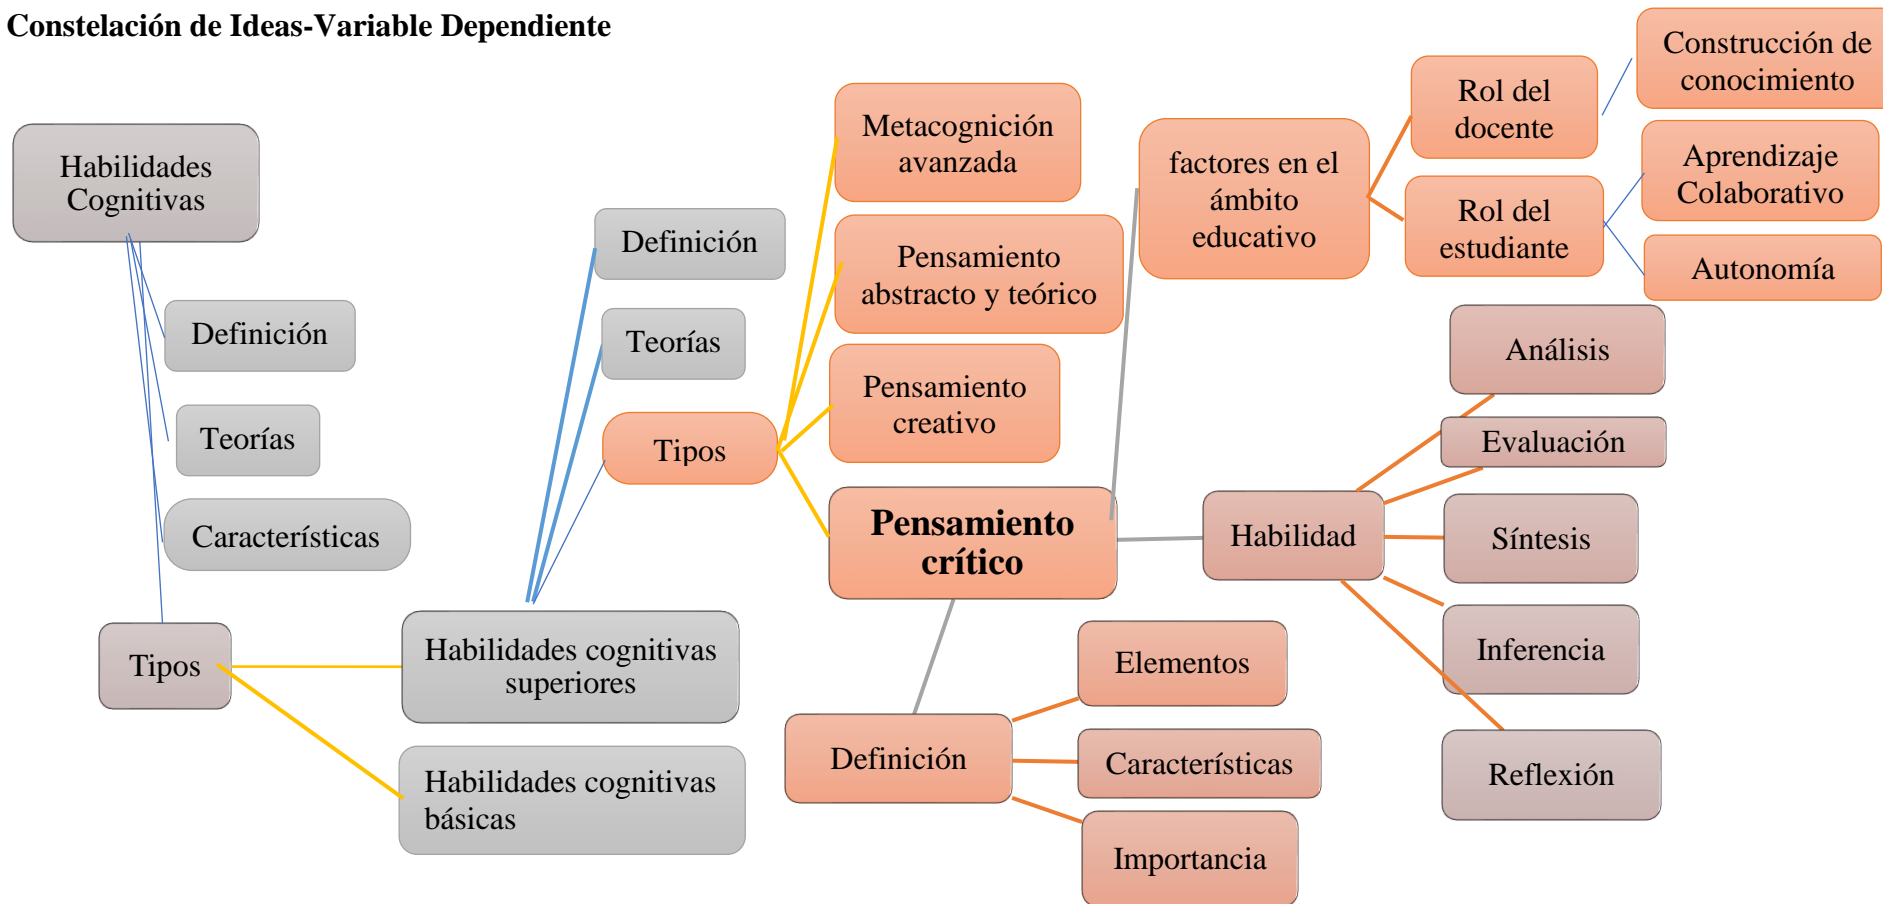 Constelación de Ideas-Variable Dependiente
Habilidades
Cognitivas
Definición
Teorías
Características
Tipos
Habilidades cognitivas
superiores
Habilidades cognitivas
básicas
Definición
Teorías
Tipos
Metacognición
avanzada
Pensamiento
abstracto y teórico
Pensamiento
creativo
Pensamiento
crítico
factores en el
ámbito
educativo
Rol del
docente
Rol del
estudiante
Construcción de
conocimiento
Aprendizaje
Colaborativo
Autonomía
Habilidad
Análisis
Evaluación
Síntesis
Inferencia
Reflexión
Definición
Elementos
Características
Importancia